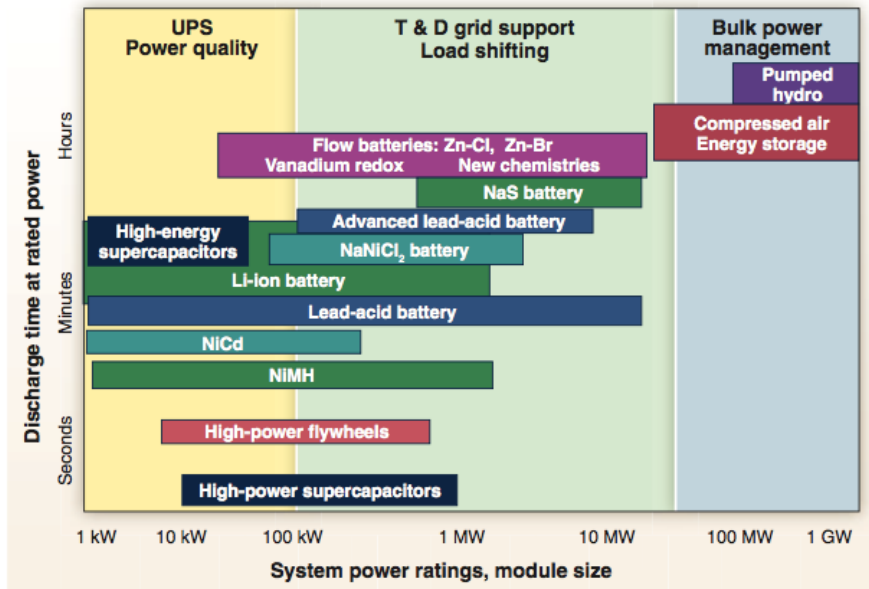 UPS
Power quality
T & D grid support
Load shifting
Bulk power
management
Pumped
hydro
Compressed air
Energy storage
Flow batteries: Zn-Cl, Zn-Br
Vanadium redox New chemistries
NaS battery
Advanced lead-acid battery
High-energy
supercapacitors
NaNiCl₂ battery
Li-ion battery
Lead-acid battery
NiCd
NiMH
High-power flywheels
High-power supercapacitors
Discharge time at rated power
Hours
Minutes
Seconds
1 kW 10 kW 100 kW 1 MW 10 MW 100 MW 1 GW
System power ratings, module size